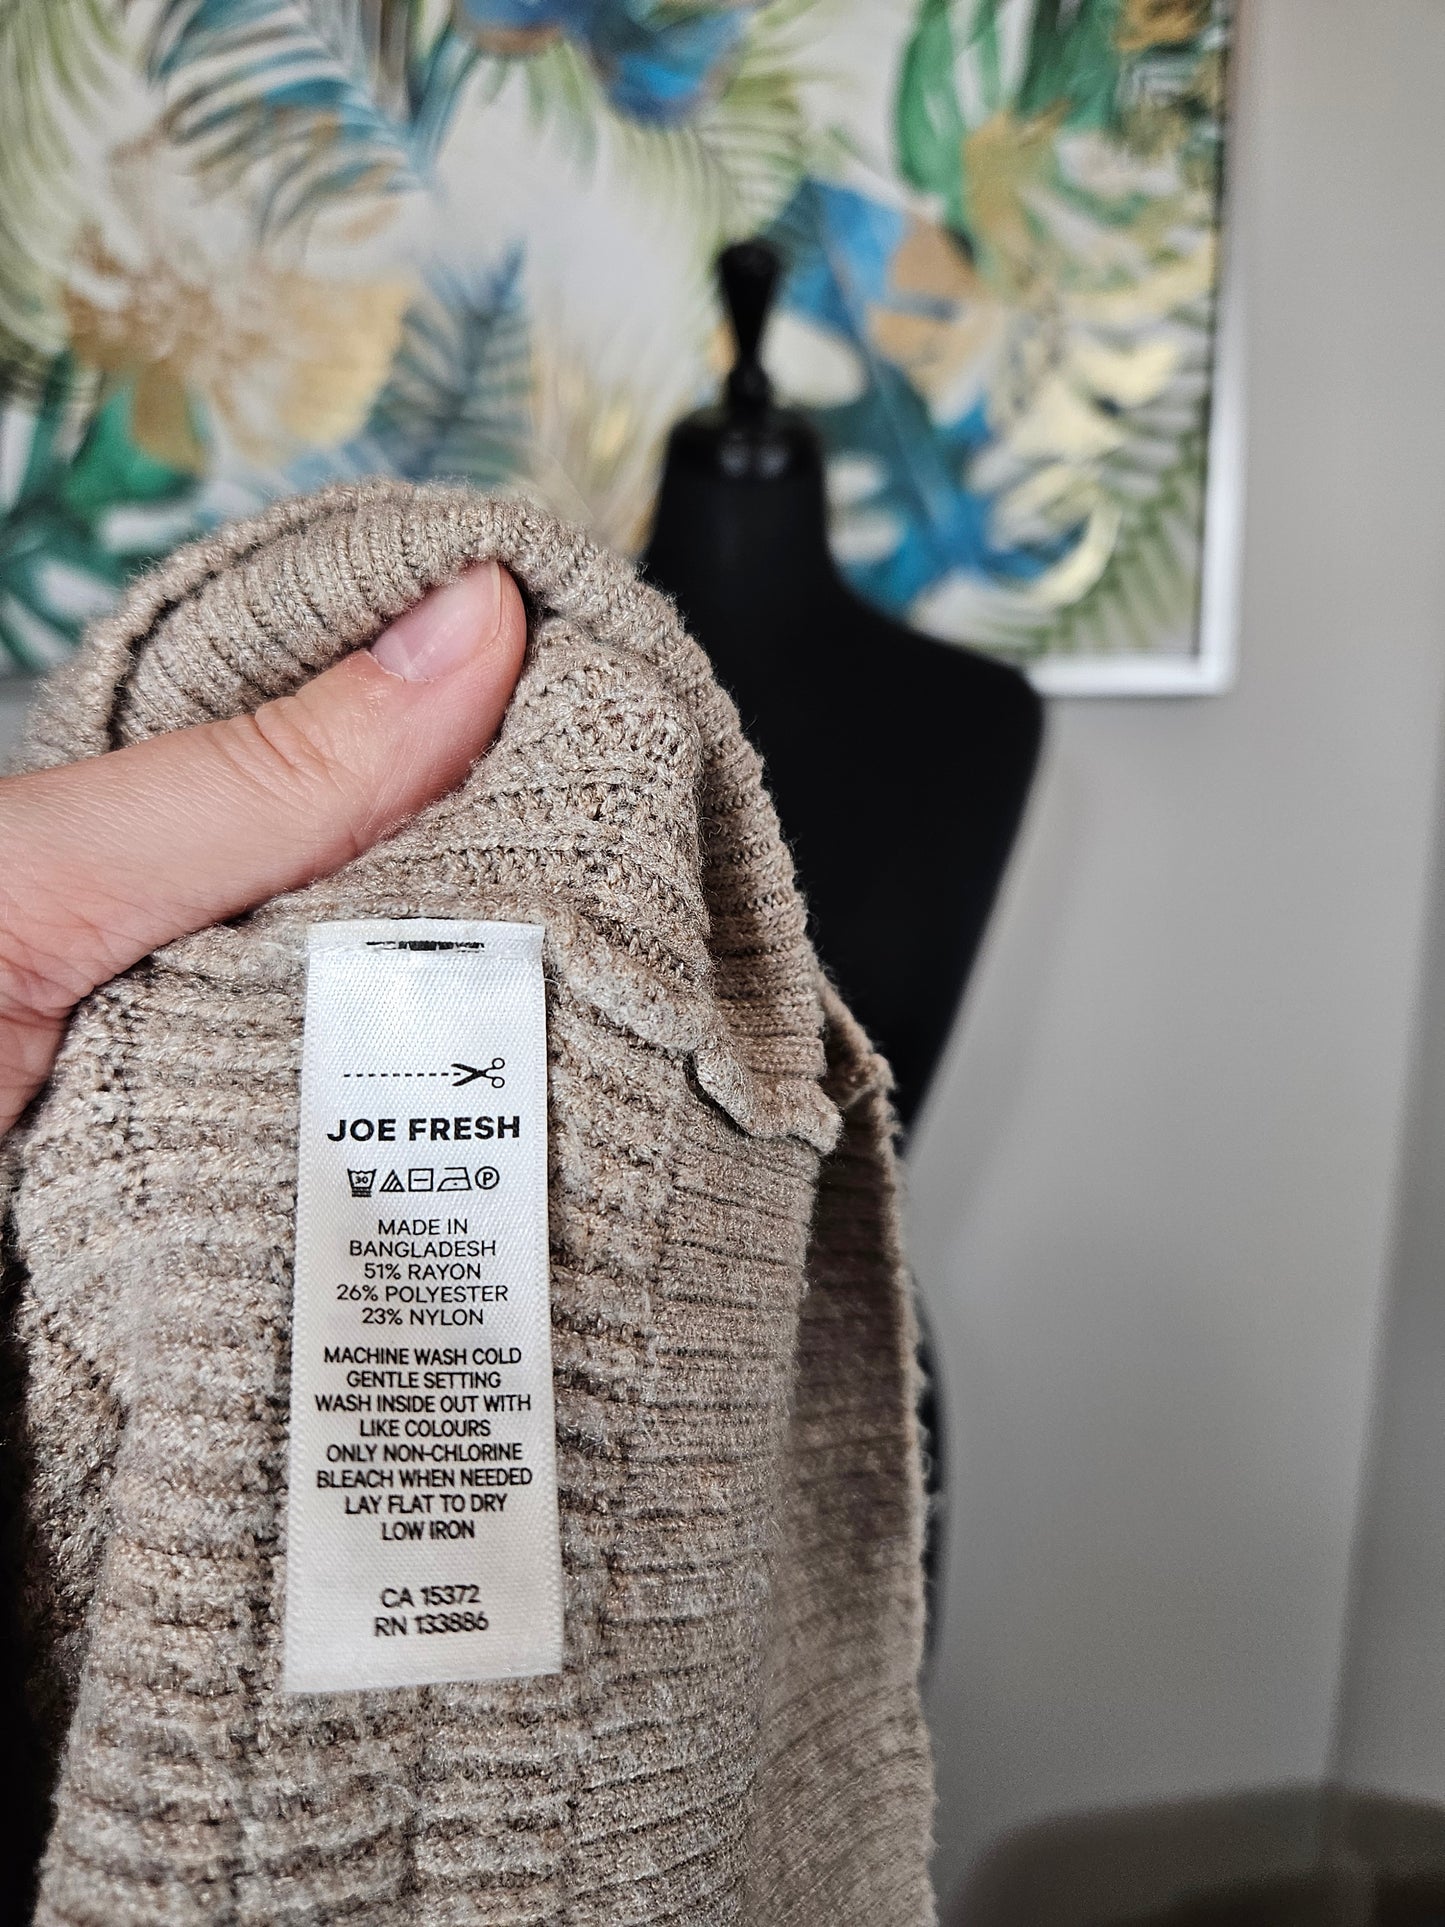 JOE FRESH
30 P
MADE IN
BANGLADESH
51% RAYON
26% POLYESTER
23% NYLON
MACHINE WASH COLD
GENTLE SETTING
WASH INSIDE OUT WITH
LIKE COLOURS
ONLY NON-CHLORINE
BLEACH WHEN NEEDED
LAY FLAT TO DRY
LOW IRON
CA 15372
RN 133886